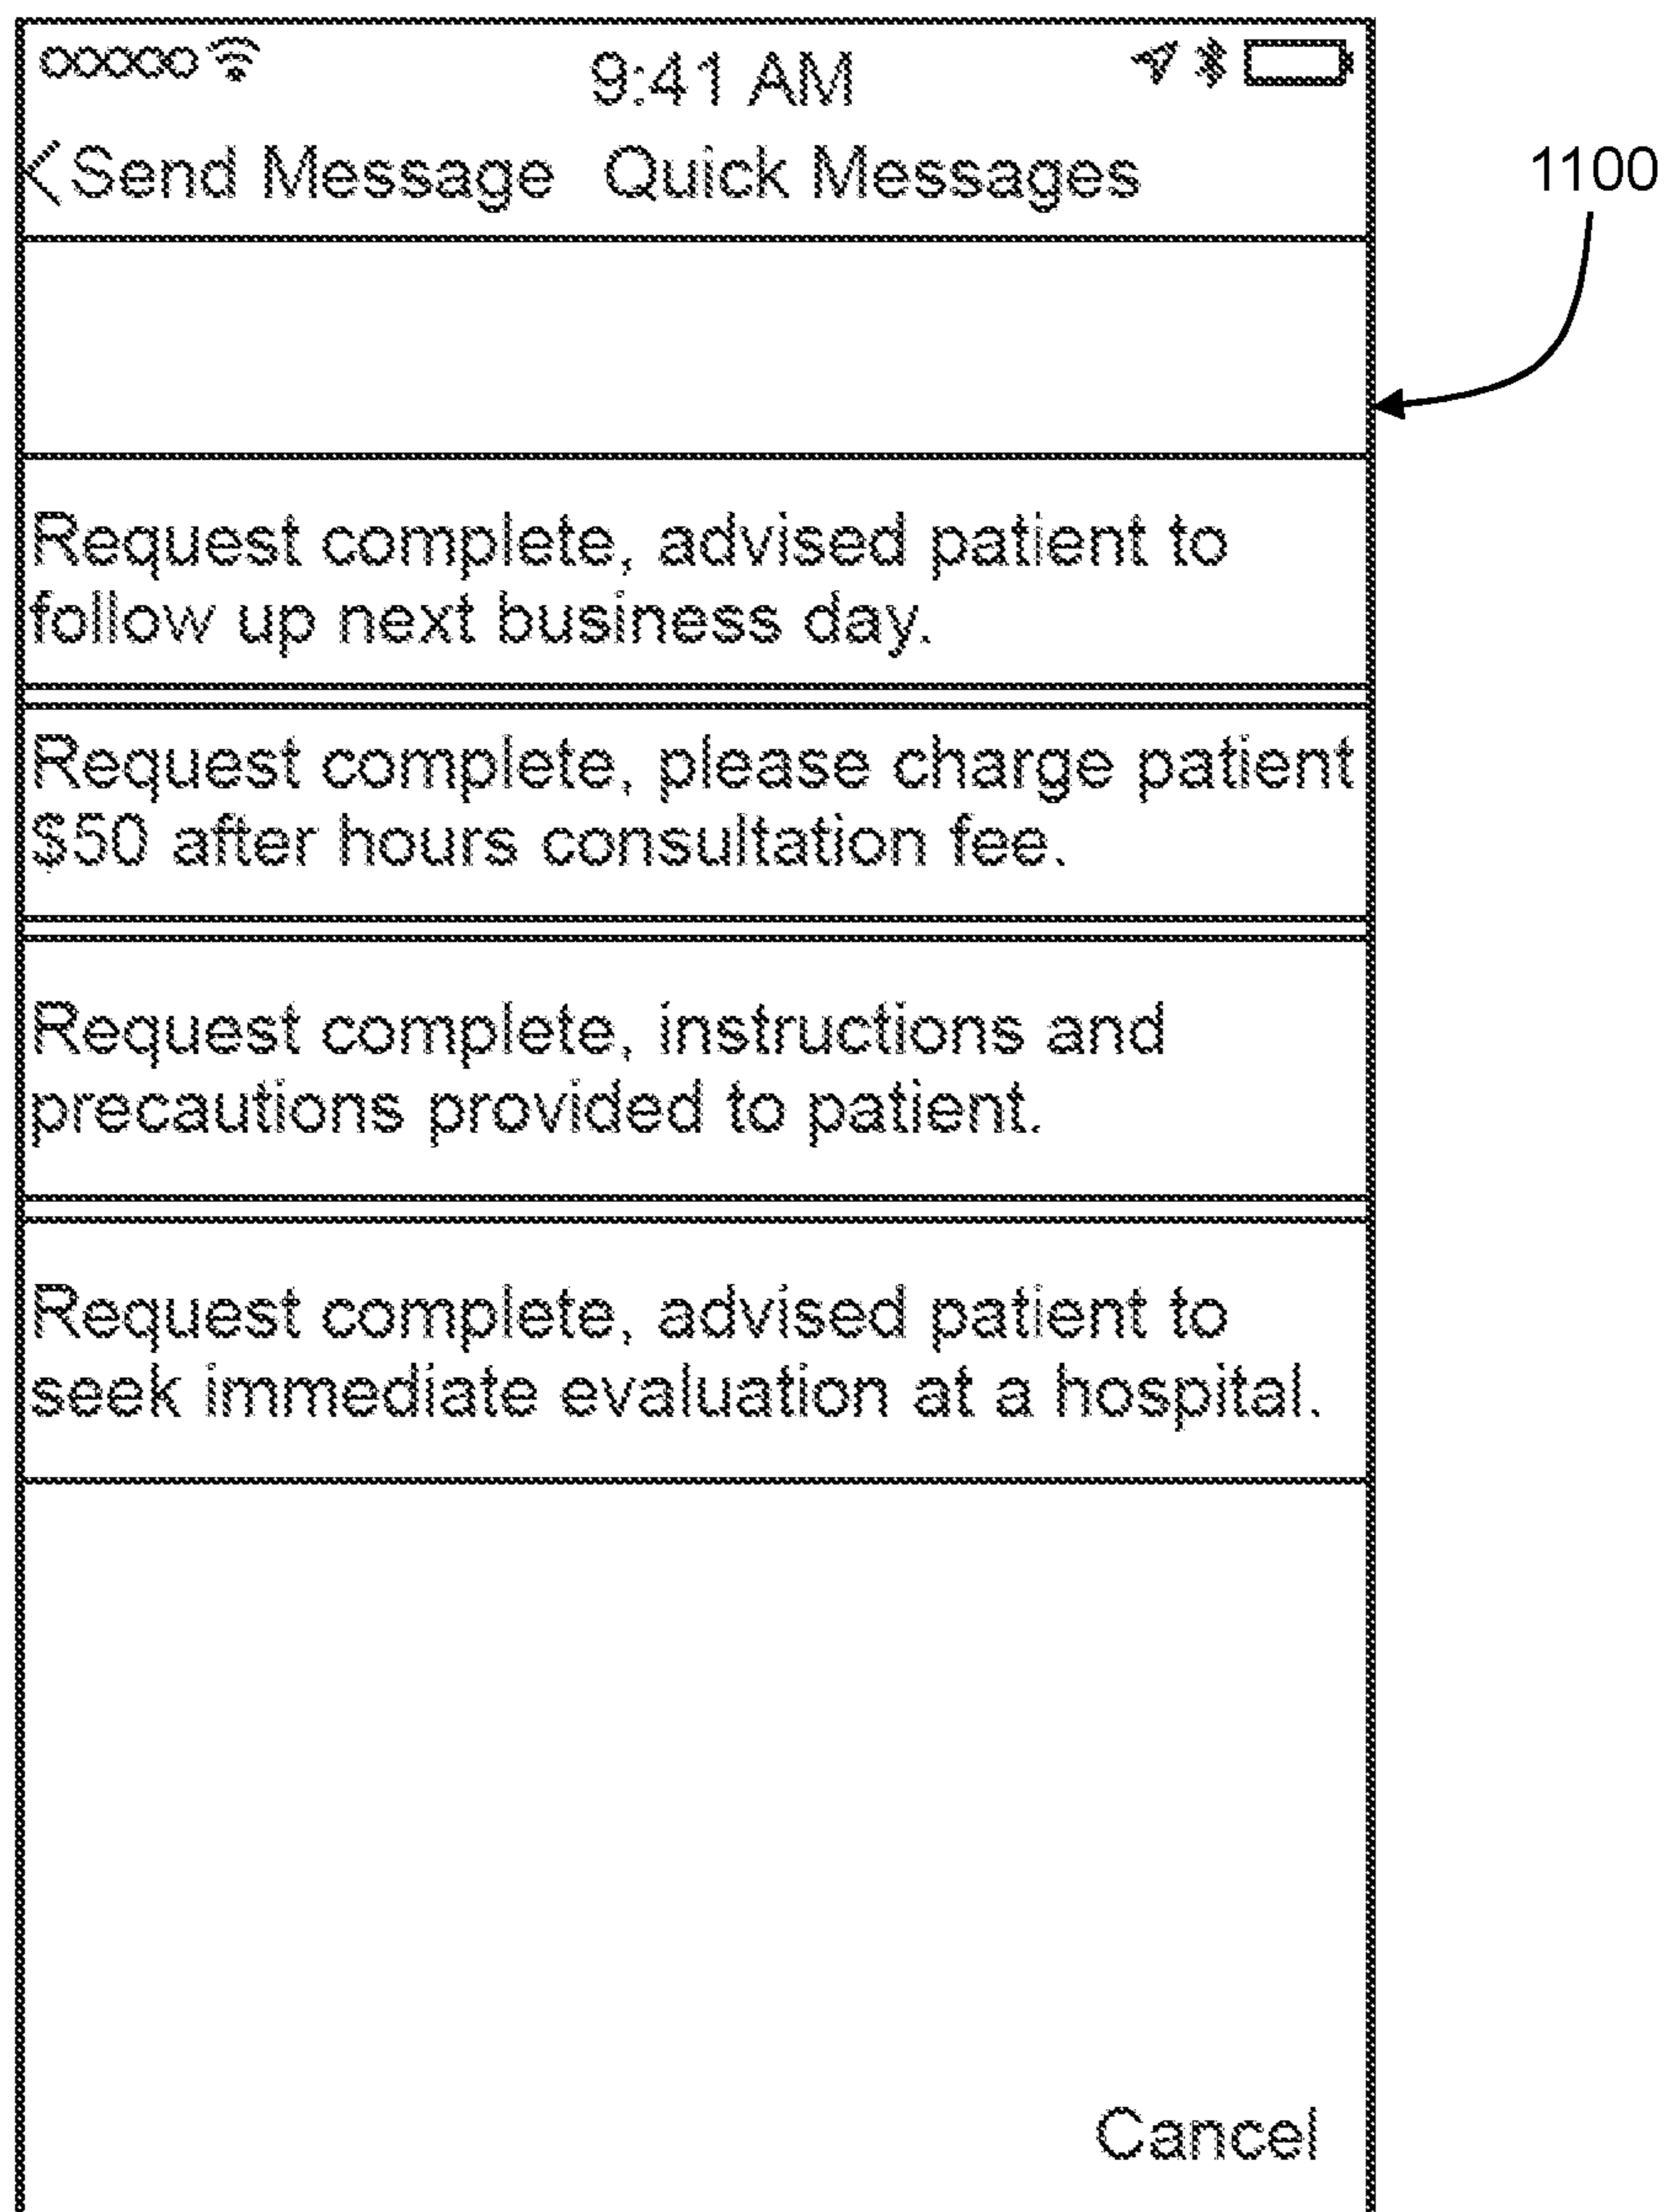 9:41 AM
<Send Message Quick Messages
1100
Request complete, advised patient to
follow up next business day.
Request complete, please charge patient
$50 after hours consultation fee.
Request complete, instructions and
precautions provided to patient.
Request complete, advised patient to
seek immediate evaluation at a hospital.
Cancel